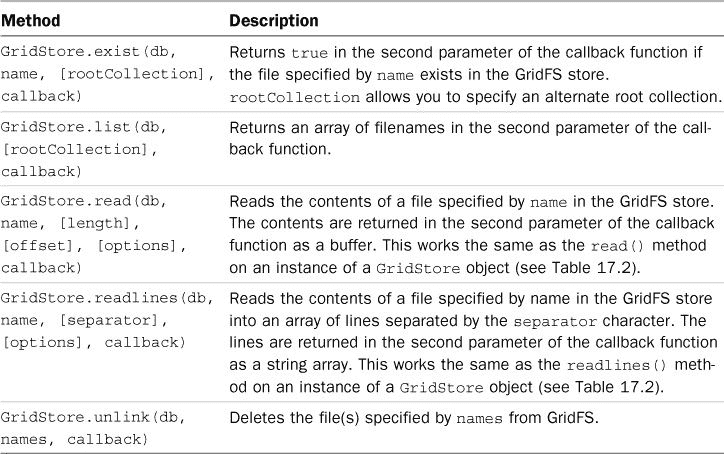 Method Description
GridStore.exist(db,
name, [rootCollection],
callback)
Returns true in the second parameter of the callback function if
the file specified by name exists in the GridFS store.
rootCollection allows you to specify an alternate root collection.
GridStore.list(db,
[rootCollection],
callback)
Returns an array of filenames in the second parameter of the call-
back function.
GridStore.read(db,
name, [length],
[offset], [options],
callback)
Reads the contents of a file specified by name in the GridFS store.
The contents are returned in the second parameter of the callback
function as a buffer. This works the same as the read() method
on an instance of a GridStore object (see Table 17.2).
GridStore.readlines(db,
name, [separator],
[options], callback)
Reads the contents of a file specified by name in the GridFS store
into an array of lines separated by the separator character. The
lines are returned in the second parameter of the callback function
as a string array. This works the same as the readlines() meth-
od on an instance of a GridStore object (see Table 17.2).
GridStore.unlink(db,
names, callback)
Deletes the file(s) specified by names from GridFS.